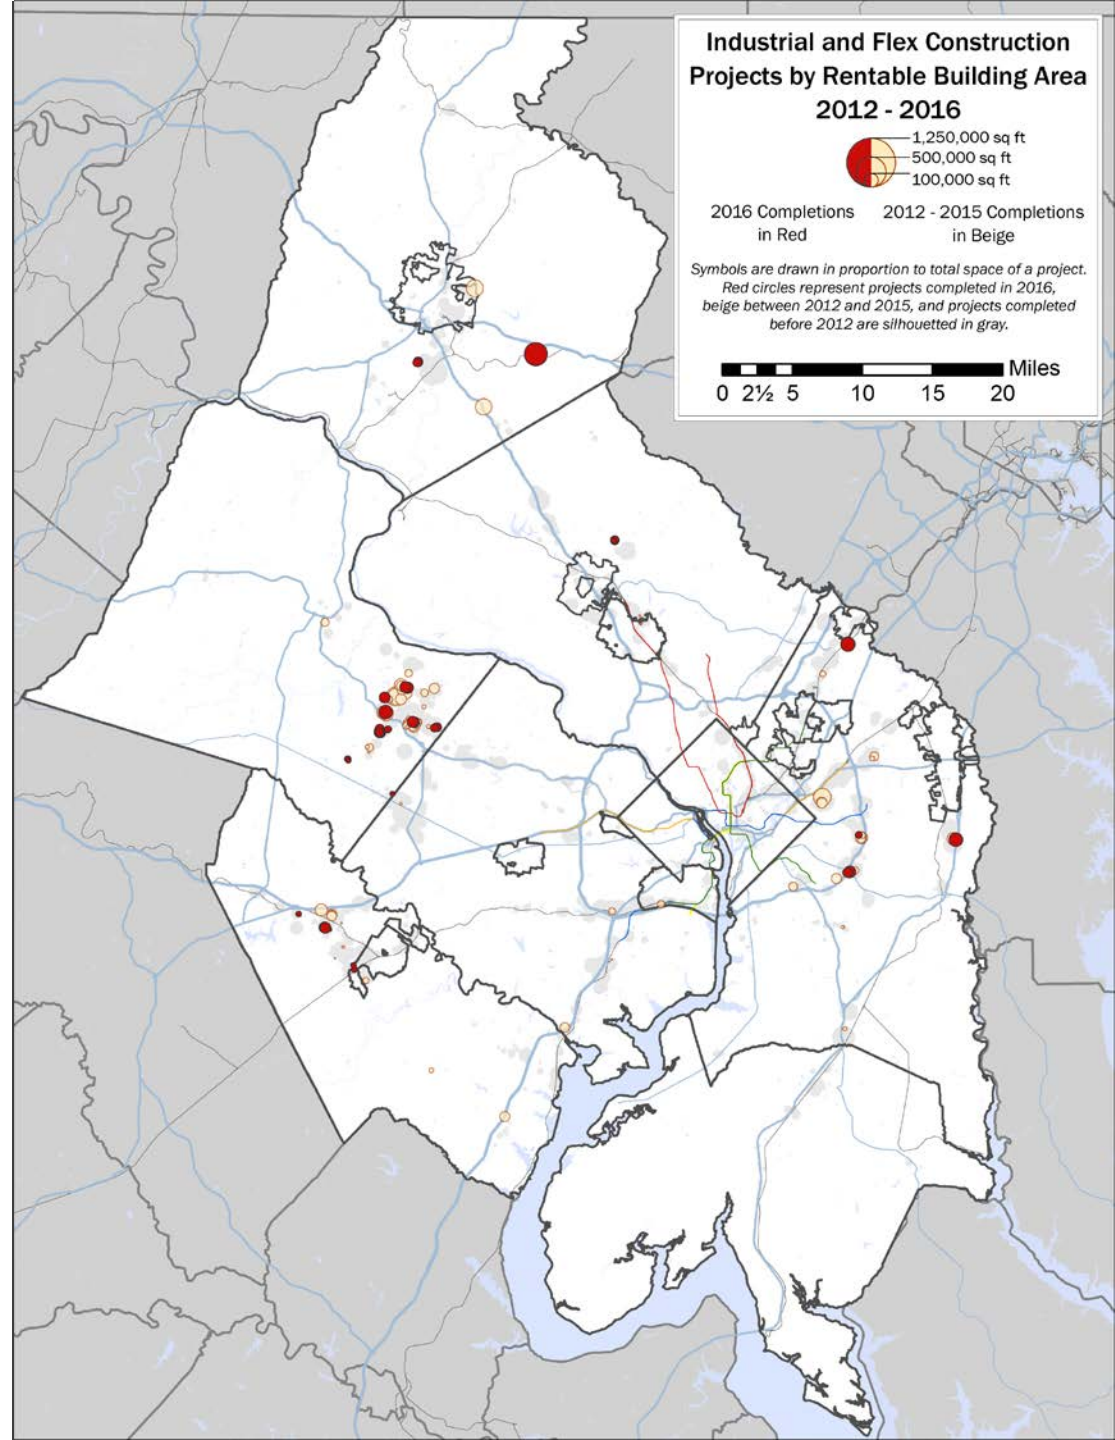 Industrial and Flex Construction
Projects by Rentable Building Area
2012 - 2016
1,250,000 sq ft
500,000 sq ft
100,000 sq ft
2016 Completions
in Red
2012 - 2015 Completions
in Beige
Symbols are drawn in proportion to total space of a project.
Red circles represent projects completed in 2016,
beige between 2012 and 2015, and projects completed
before 2012 are silhouetted in gray.
Miles
0 2½ 5 10 15 20